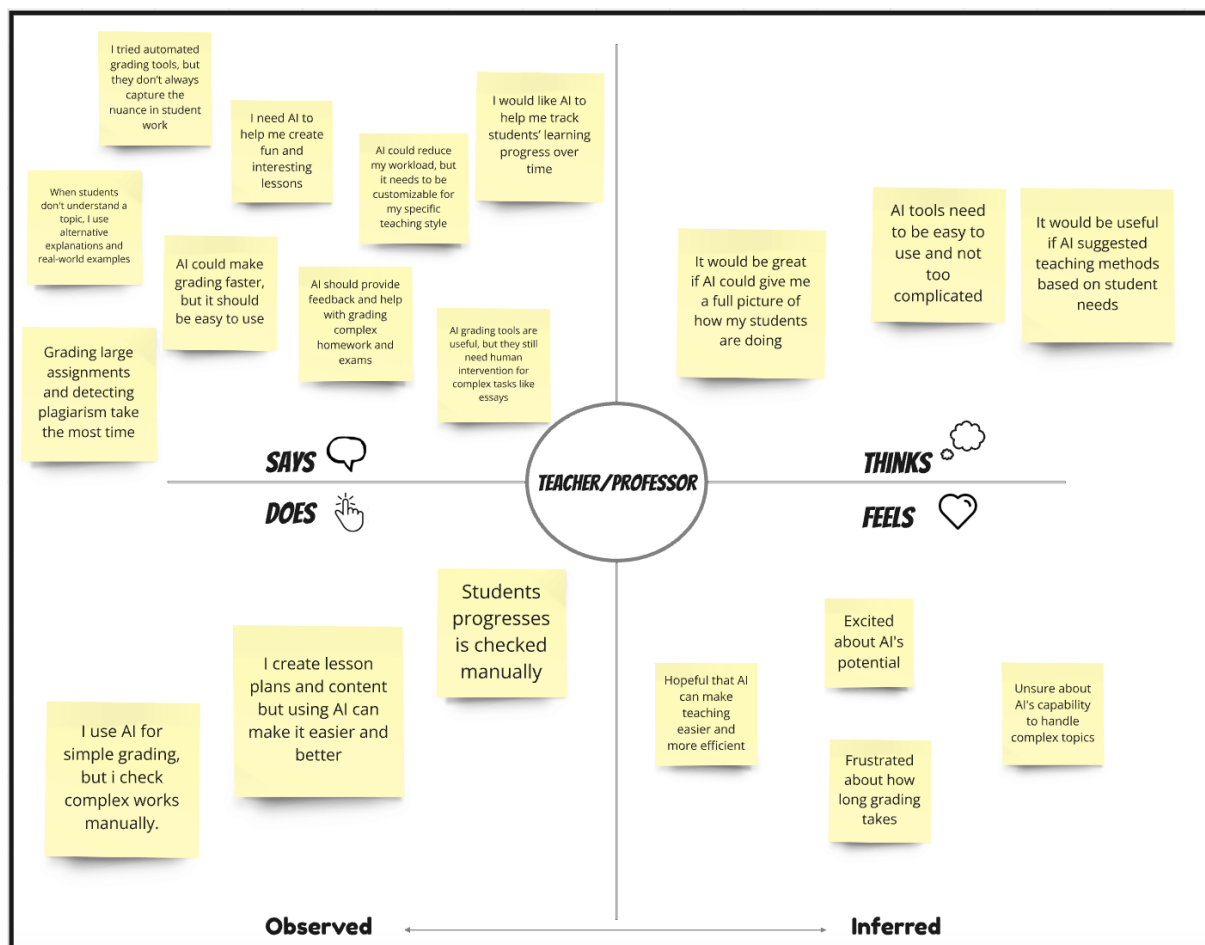 I tried automated
grading tools, but
they don't always
capture the
nuance in student
work
I need AI to
help me create
fun and
interesting
lessons
AI could reduce
my workload, but
it needs to be
customizable for
my specific
teaching style
I would like AI to
help me track
students’ learning
progress over
time
When students
don't understand a
topic, I use
alternative
explanations and
real-world examples
AI could make
grading faster,
but it should
be easy to use
AI should provide
feedback and help
with grading
complex
homework and
exams
AI grading tools are
useful, but they still
need human
intervention for
complex tasks like
essays
Grading large
assignments
and detecting
plagiarism take
the most time
SAYS
It would be great
if AI could give me
a full picture of
how my students
are doing
AI tools need
to be easy to
use and not
too
complicated
It would be useful
if AI suggested
teaching methods
based on student
needs
THINKS
TEACHER/PROFESSOR
DOES
Students
progresses
is checked
manually
I create lesson
plans and content
but using AI can
make it easier and
better
I use AI for
simple grading,
but i check
complex works
manually.
FEELS
Excited
about AI's
potential
Hopeful that AI
can make
teaching
easier and
more efficient
Unsure about
AI's capability
to handle
complex topics
Frustrated
about how
long grading
takes
Observed
Inferred